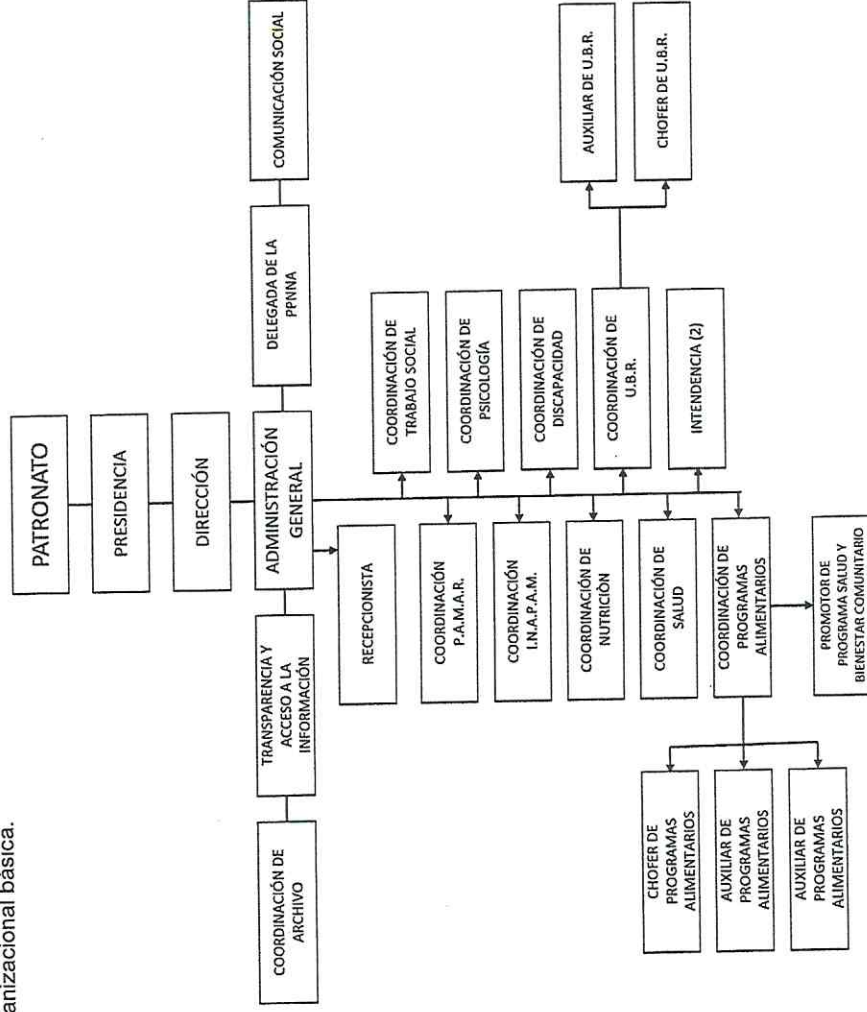 anizacional básica.
PATRONATO
PRESIDENCIA
DIRECCIÓN
COORDINACIÓN DE
ARCHIVO
TRANSPARENCIA Y
ACCESO A LA
INFORMACIÓN
ADMINISTRACIÓN
GENERAL
DELEGADA DE LA
PPNNA
COMUNICACIÓN SOCIAL
RECEPCIONISTA
COORDINACIÓN DE
TRABAJO SOCIAL
COORDINACIÓN
P.A.M.A.R.
COORDINACIÓN DE
PSICOLOGÍA
COORDINACIÓN
I.N.A.P.A.M.
COORDINACIÓN DE
DISCAPACIDAD
COORDINACIÓN DE
NUTRICIÒN
COORDINACIÓN DE
U.B.R.
AUXILIAR DE U.B.R.
CHOFER DE U.B.R.
COORDINACIÓN DE
SALUD
INTENDENCIA (2)
COORDINACIÓN DE
PROGRAMAS
ALIMENTARIOS
CHOFER DE
PROGRAMAS
ALIMENTARIOS
AUXILIAR DE
PROGRAMAS
ALIMENTARIOS
AUXILIAR DE
PROGRAMAS
ALIMENTARIOS
PROMOTOR DE
PROGRAMA SALUD Y
BIENESTAR COMUNITARIO